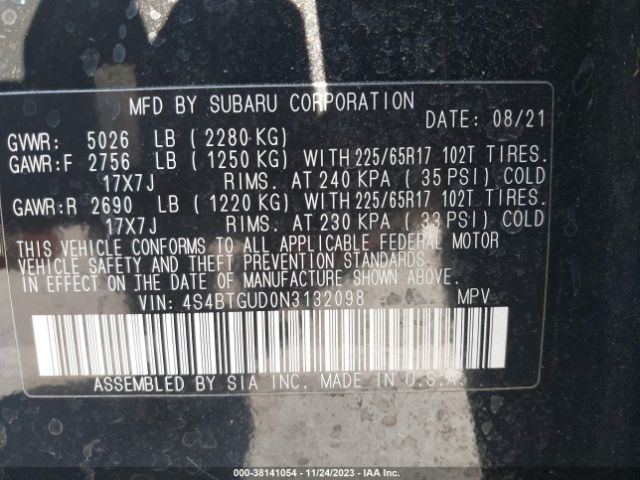 MFD BY SUBARU CORPORATION
DATE: 08/21
GVWR: 5026 LB (2280 KG)
GAWR:F 2756 LB (1250 KG) WITH 225/65R17 102T TIRES.
17X7J RIMS. AT 240 KPA (35 PSI) COLD
GAWR:R 2690 LB (1220 KG) WITH 225/65R17 102T TIRES.
17X7J RIMS. AT 230 KPA (33 PSI) COLD
THIS VEHICLE CONFORMS TO ALL APPLICABLE FEDERAL MOTOR
VEHICLE SAFETY AND THEFT PREVENTION STANDARDS
IN EFFECT ON THE DATE OF MANUFACTURE SHOWN ABOVE.
VIN: 4S4BTGUD0N3132098 MPV
ASSEMBLED BY SIA INC. MADE IN U.S.A.
000-38141054 - 11/24/2023 - IAA Inc.